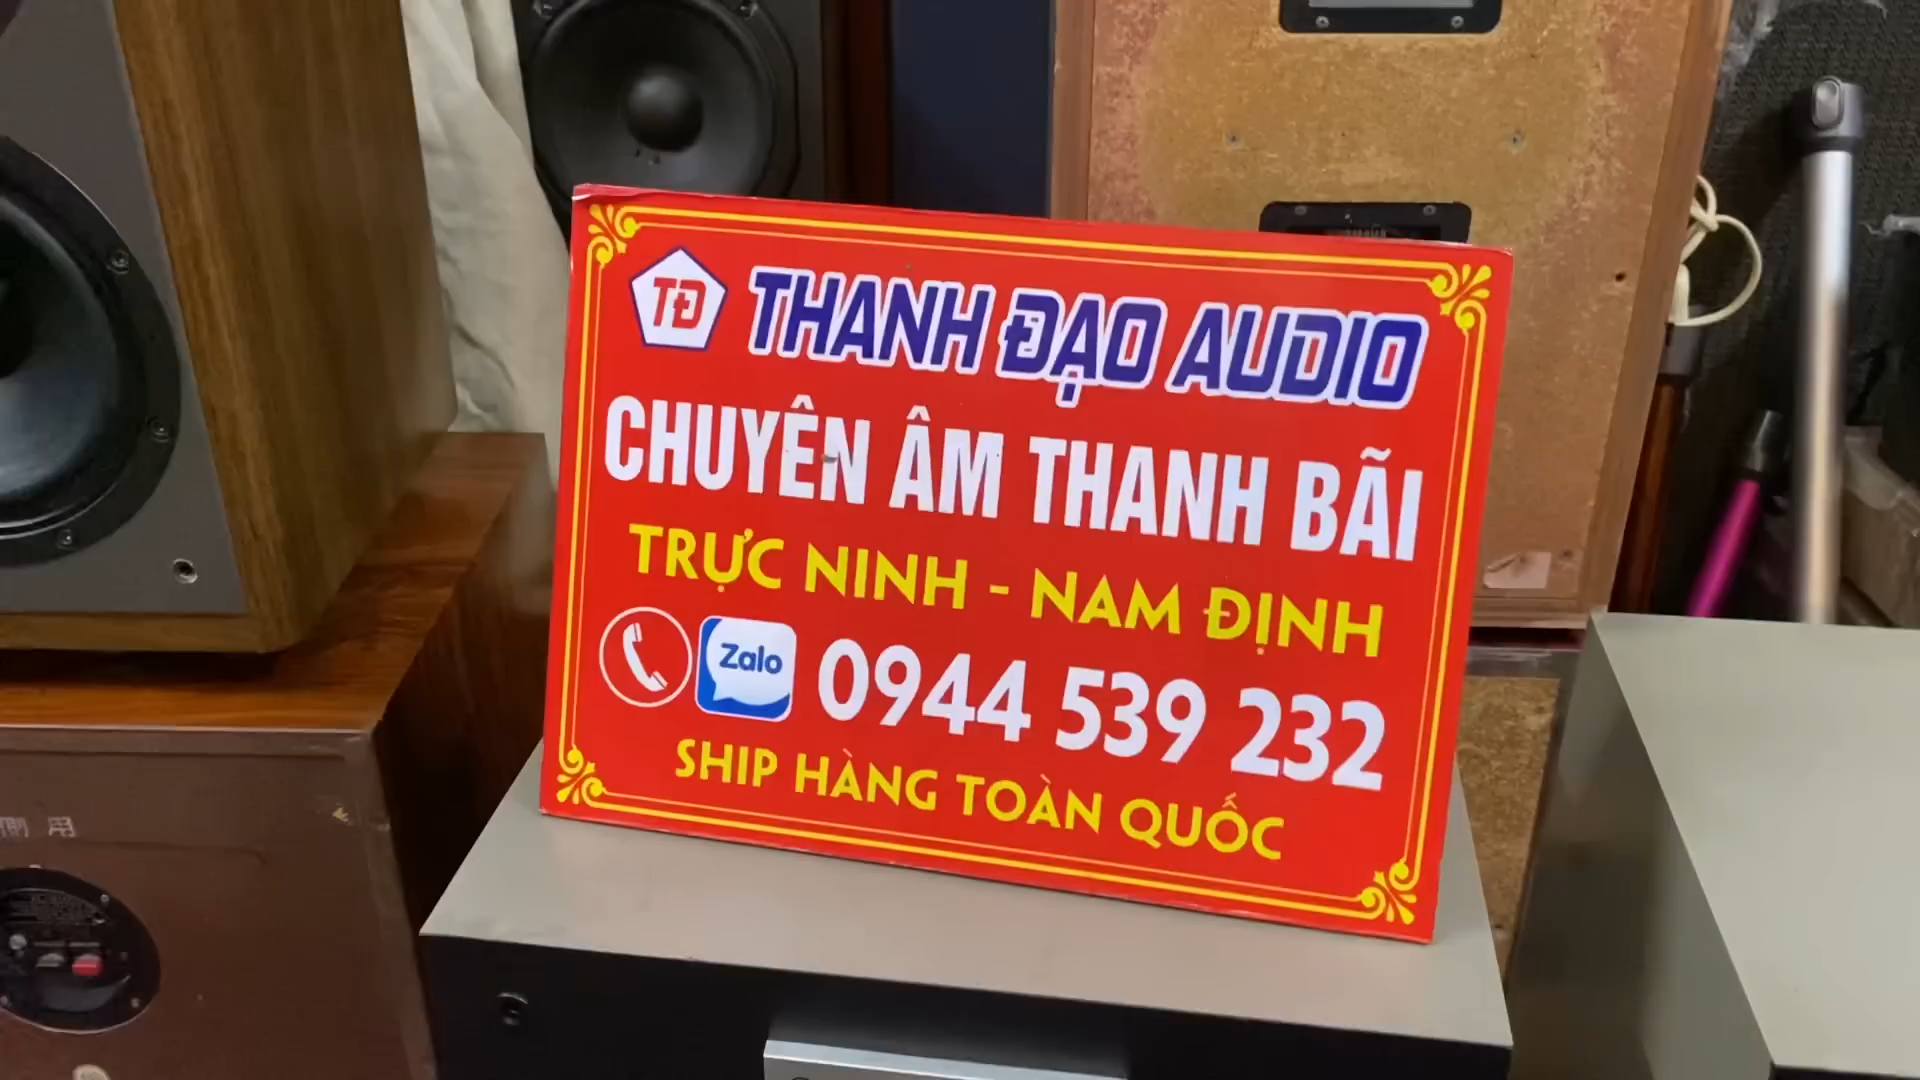 TĐ THANH ĐẠO AUDIO
CHUYÊN ÂM THANH BÃI
TRỰC NINH - NAM ĐỊNH
Zalo 0944 539 232
SHIP HÀNG TOÀN QUỐC
用